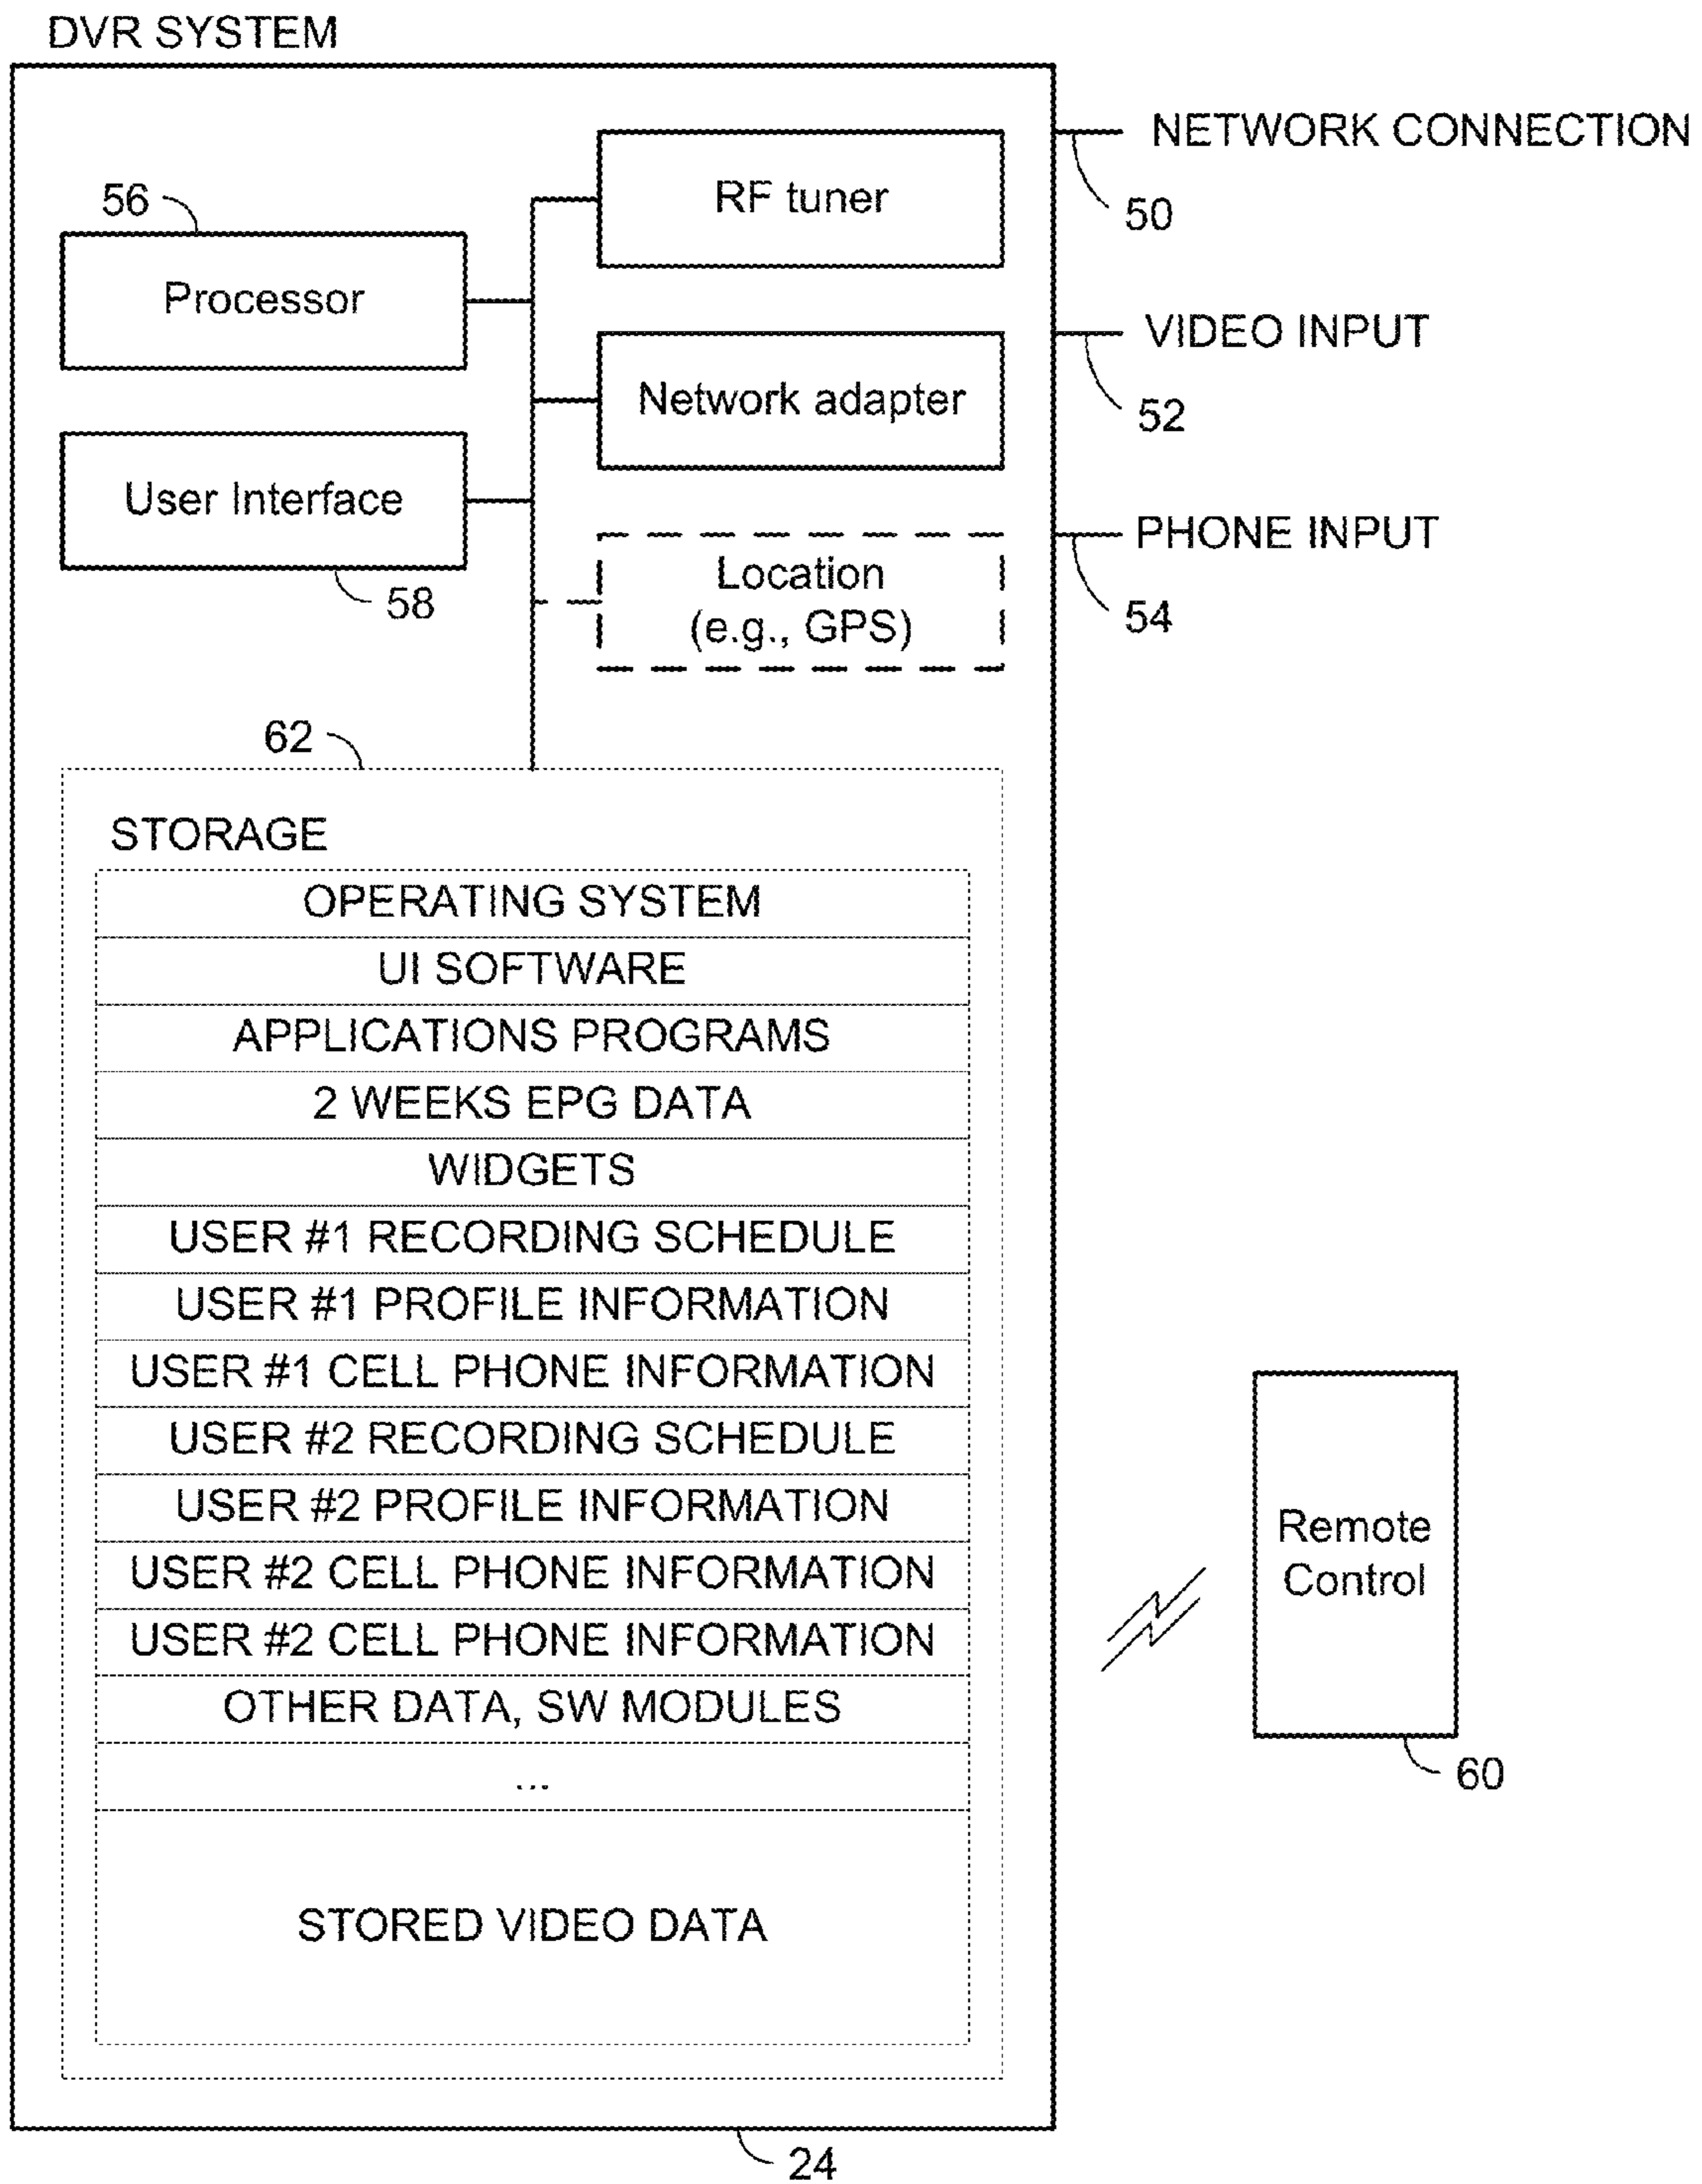 DVR SYSTEM
NETWORK CONNECTION
50
RF tuner
56
Processor
VIDEO INPUT
52
Network adapter
User Interface
58
PHONE INPUT
54
Location
(e.g., GPS)
62
STORAGE
OPERATING SYSTEM
UI SOFTWARE
APPLICATIONS PROGRAMS
2 WEEKS EPG DATA
WIDGETS
USER #1 RECORDING SCHEDULE
USER #1 PROFILE INFORMATION
USER #1 CELL PHONE INFORMATION
USER #2 RECORDING SCHEDULE
USER #2 PROFILE INFORMATION
USER #2 CELL PHONE INFORMATION
USER #2 CELL PHONE INFORMATION
OTHER DATA, SW MODULES
...
STORED VIDEO DATA
Remote
Control
60
24